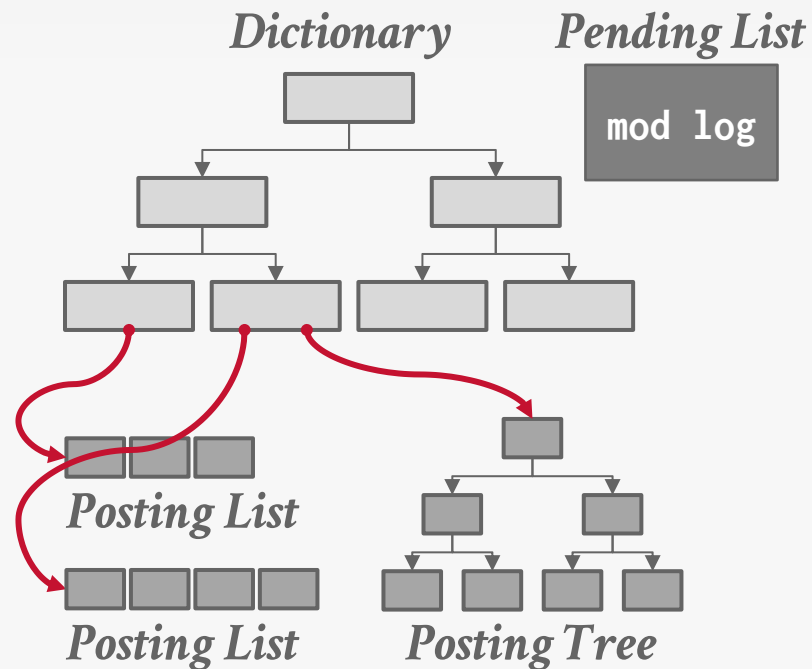 Dictionary
Pending List
mod log
Posting List
Posting List
Posting Tree